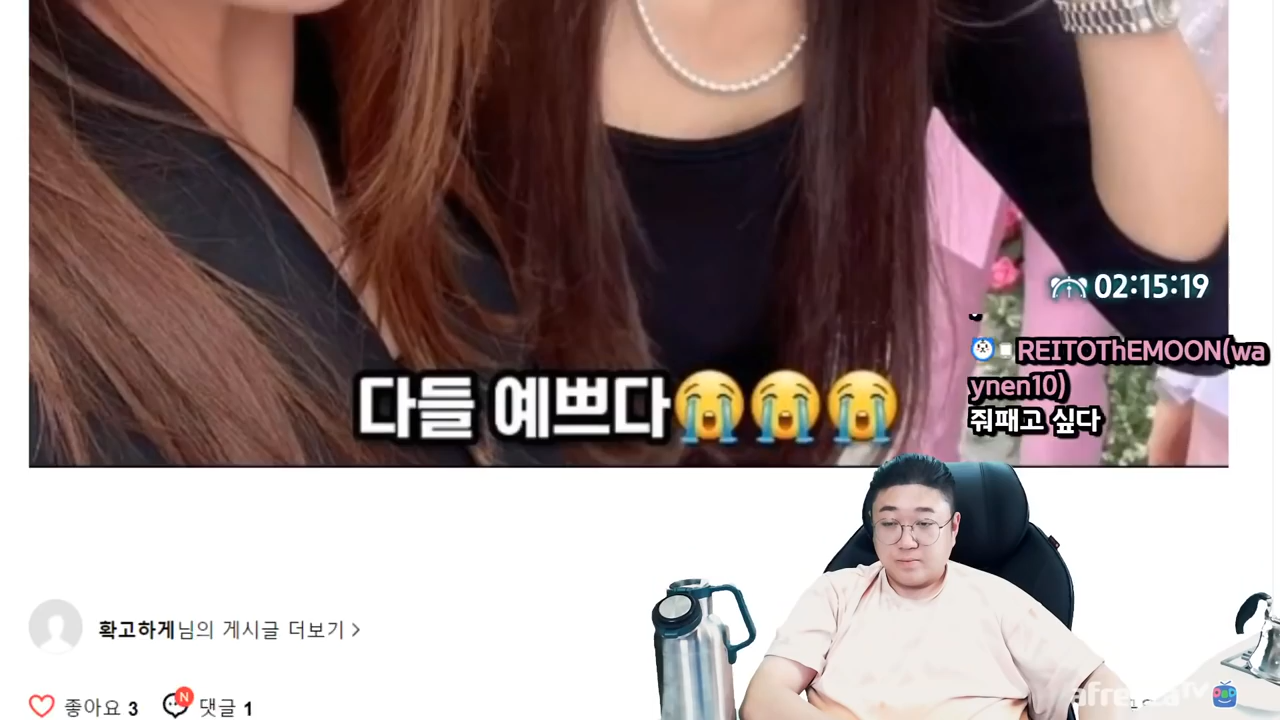 02:15:19
REITOThEMOON(wa
ynen10)
줘패고 싶다
다들 예쁘다😭😭😭
확고하게님의 게시글 더보기 >
좋아요 3 N 댓글 1
afreecaTV